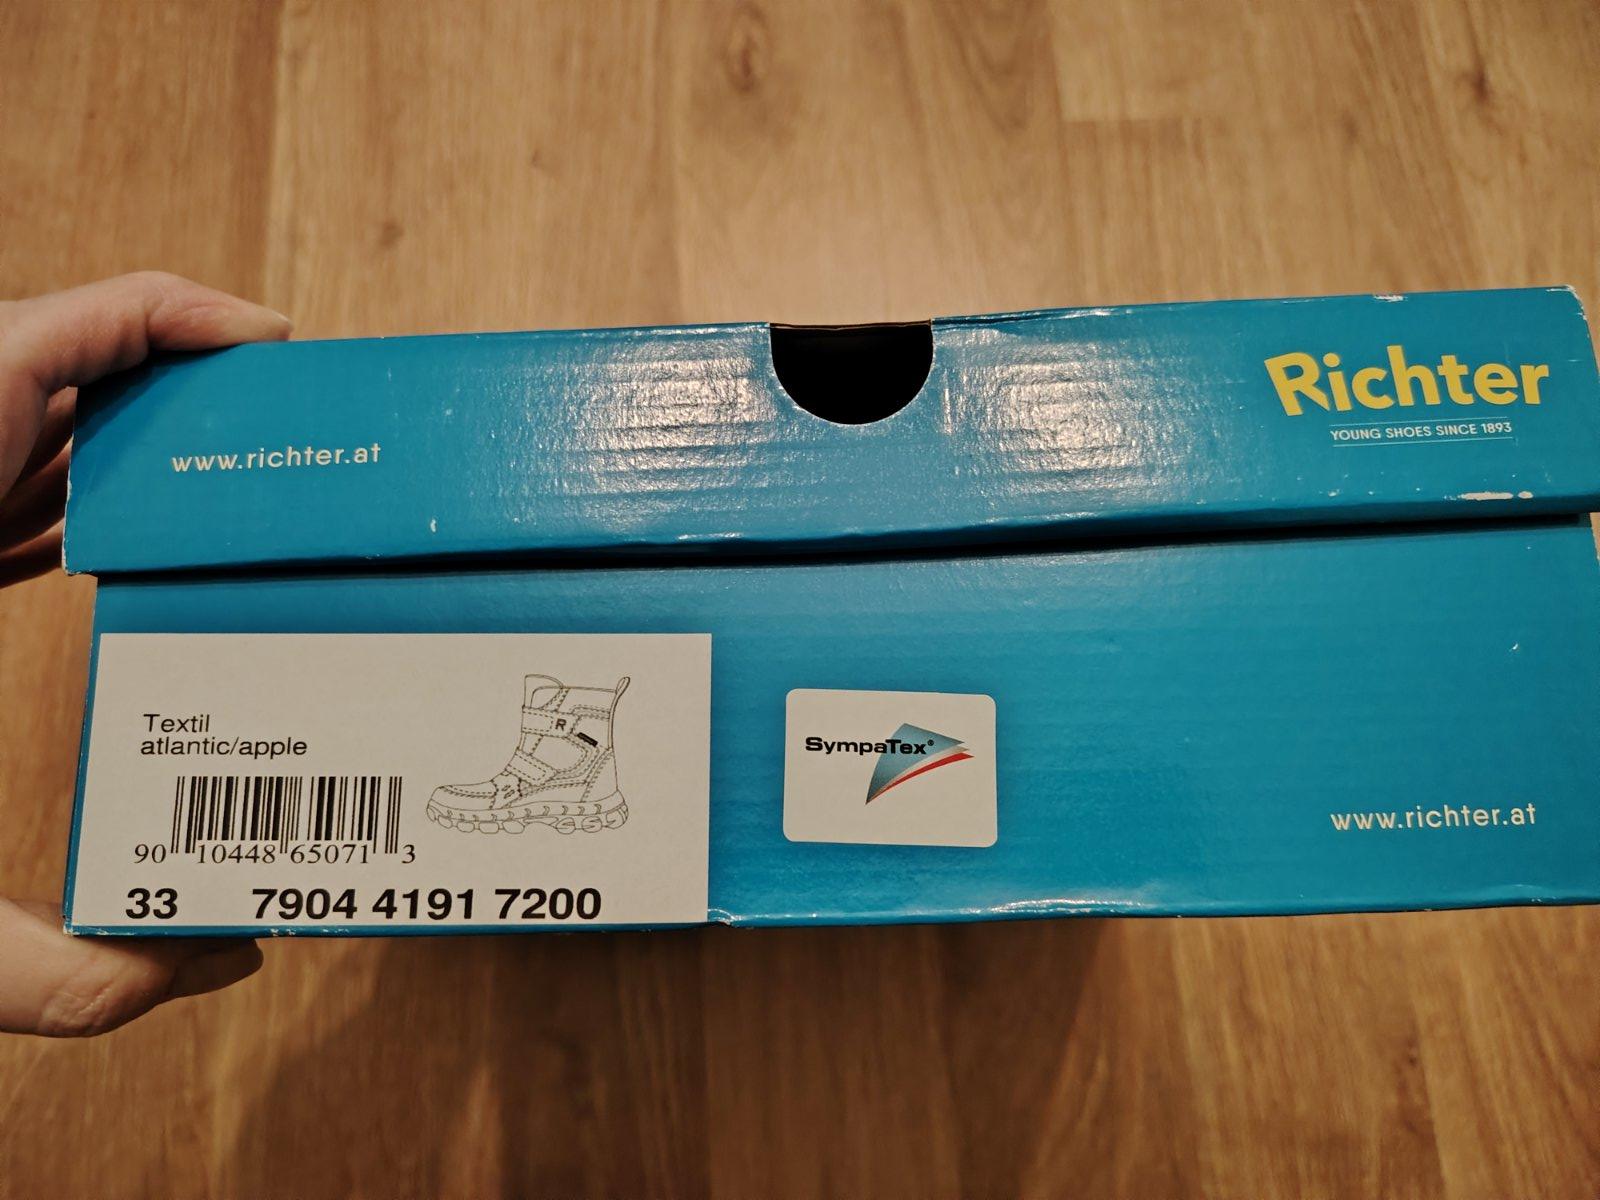 www.richter.at
Richter
YOUNG SHOES SINCE 1893
Textil
atlantic/apple
R
90 10448 65071 3
33 7904 4191 7200
SympaTex®
www.richter.at